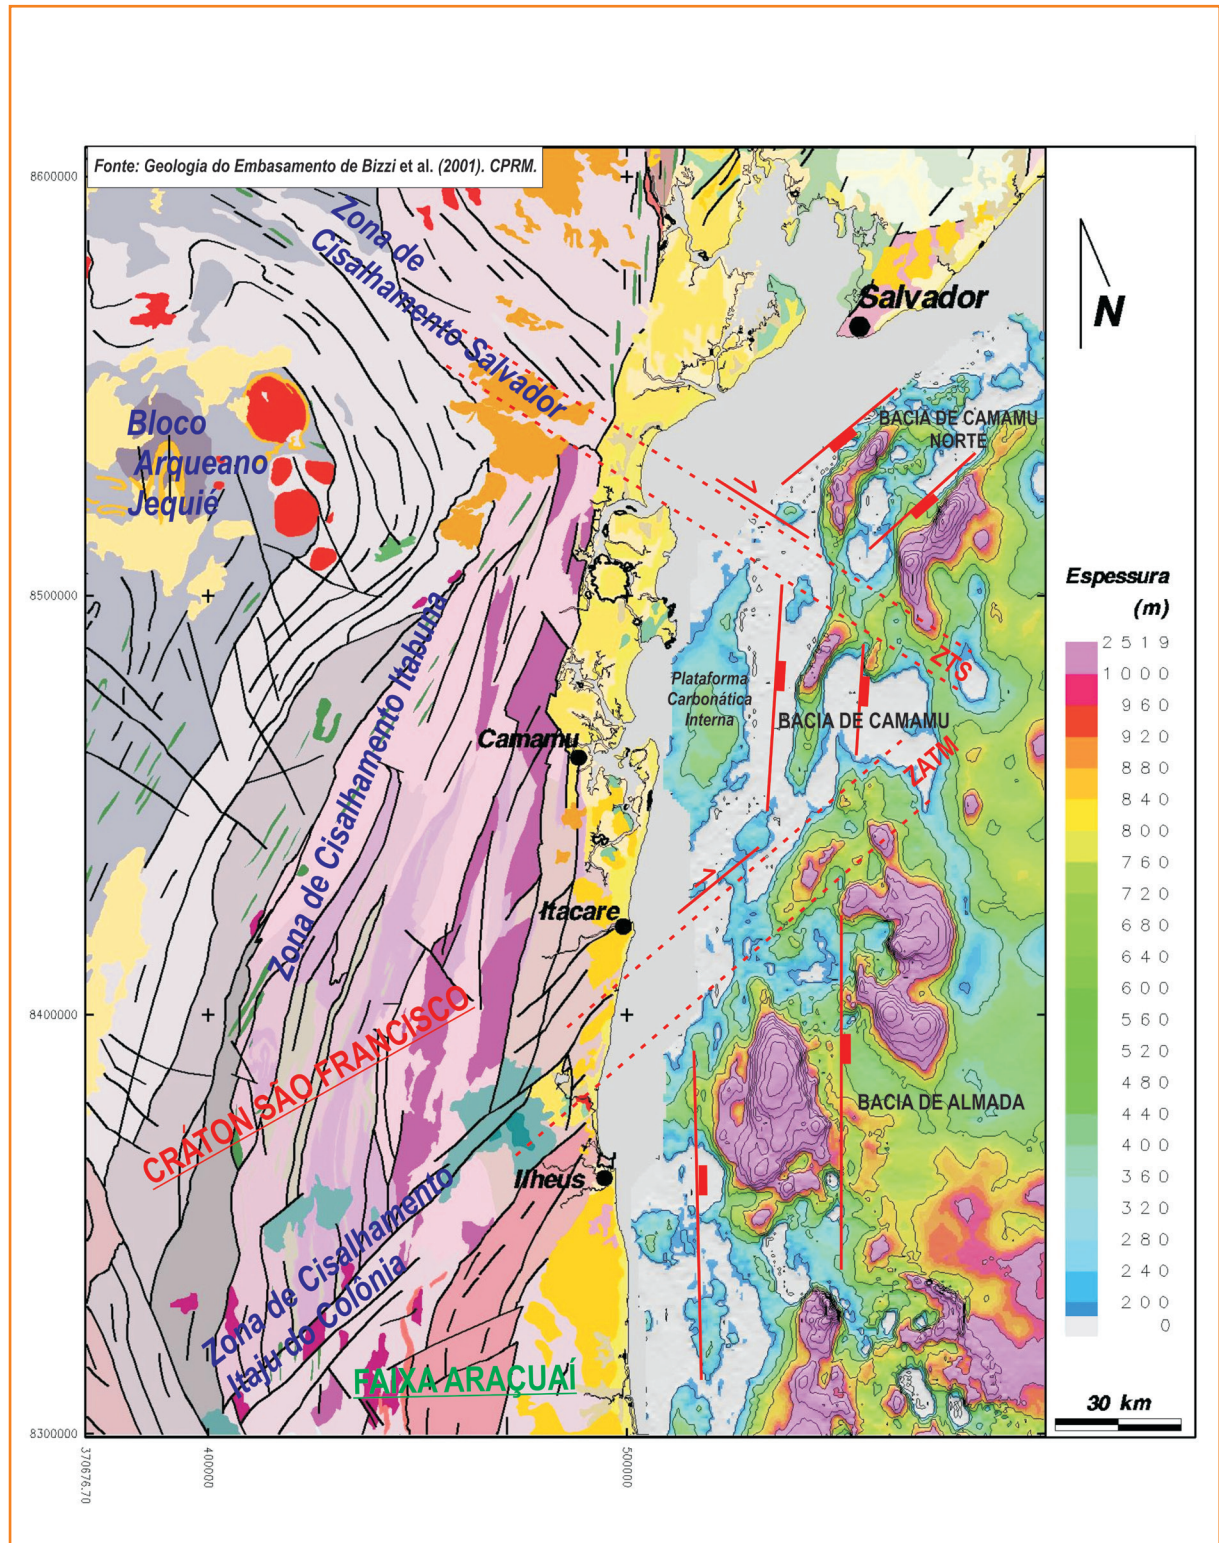 Fonte: Geologia do Embasamento de Bizzi et al. (2001). CPRM.
8600000
8500000
8400000
8300000
370676.70
400000
500000
Zona de
Cisalhamento Salvador
Bloco
Arqueano
Jequié
Zona de Cisalhamento Itabuna
CRÁTON SÃO FRANCISCO
Zona de Cisalhamento
Itaju do Colônia
FAIXA ARAÇUAÍ
Salvador
Camamu
Itacare
Ilheus
BACIA DE CAMAMU
NORTE
Plataforma
Carbonática
Interna
BACIA DE CAMAMU
ZTS
ZATM
BACIA DE ALMADA
N
Espessura
(m)
2519
1000
960
920
880
840
800
760
720
680
640
600
560
520
480
440
400
360
320
280
240
200
0
30 km